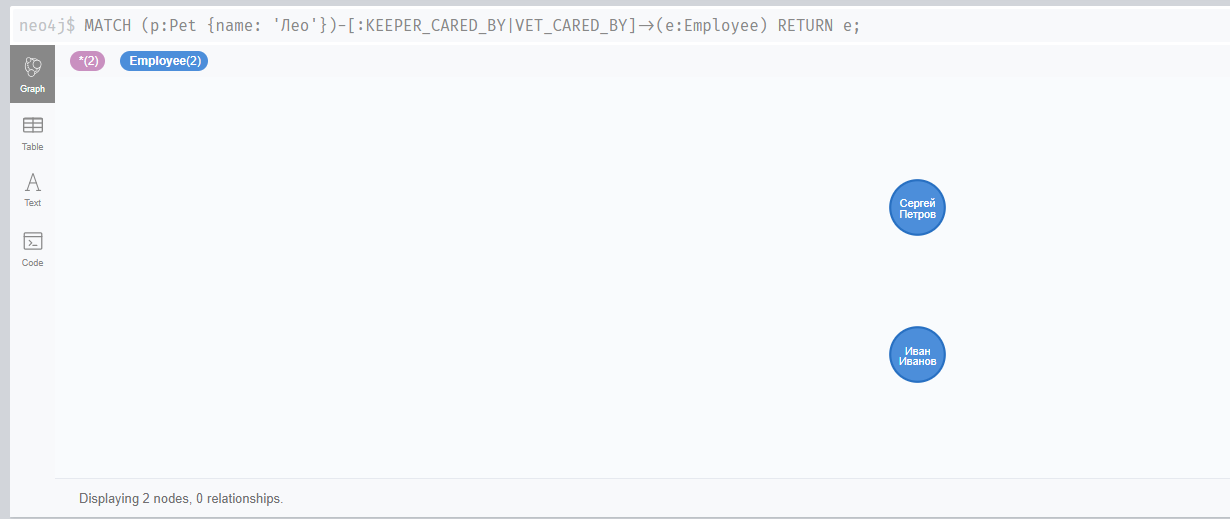 neo4j$ MATCH (p:Pet {name: 'Лео'})-[:KEEPER_CARED_BY|VET_CARED_BY]->(e:Employee) RETURN e;
*(2) Employee(2)
Graph
Table
Text
Code
Сергей
Петров
Иван
Иванов
Displaying 2 nodes, 0 relationships.